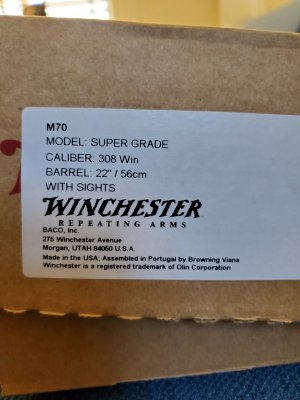 M70
MODEL: SUPER GRADE
CALIBER: 308 Win
BARREL: 22" / 56cm
WITH SIGHTS
WINCHESTER
REPEATING ARMS
BACO, Inc.
275 Winchester Avenue
Morgan, UTAH 84050 U.S.A.
Made in the USA; Assembled in Portugal by Browning Viana
Winchester is a registered trademark of Olin Corporation